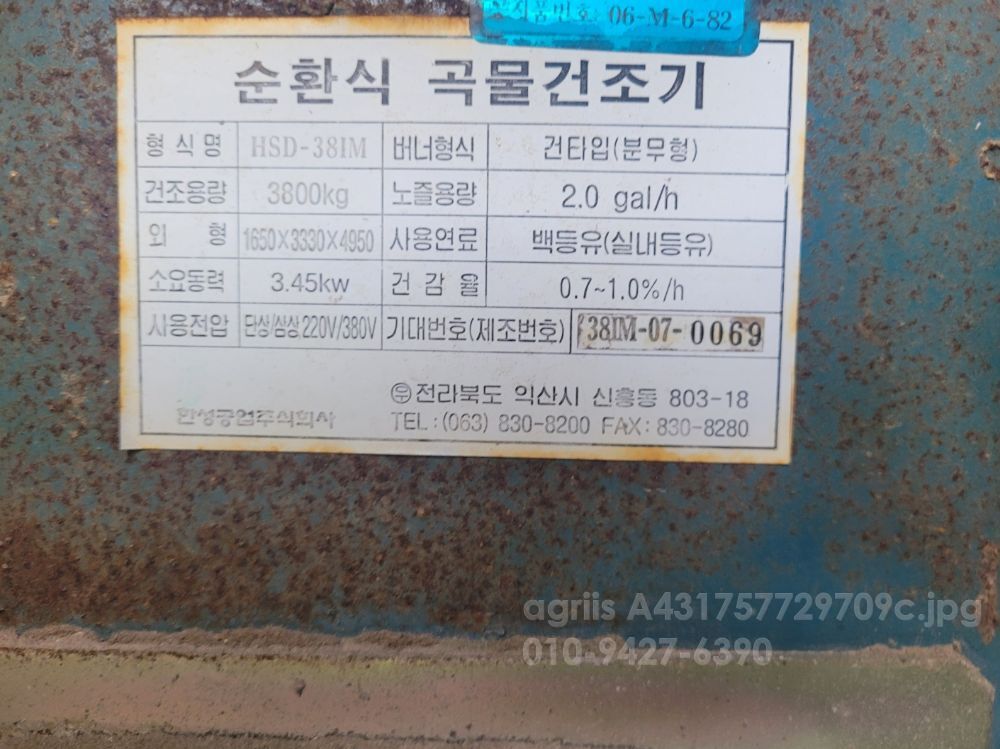 지품번호: 06-M-6-82
순환식 곡물건조기
형식명 HSD-38IM 버너형식 건타입(분무형)
건조용량 3800kg 노즐용량 2.0 gal/h
외 형 1650×3330×4950 사용연료 백등유(실내등유)
소요동력 3.45kw 건 감 율 0.7~1.0%/h
사용전압 단상/삼상 220V/380V 기대번호(제조번호) 38IM-07- 0069
㉾전라북도 익산시 신흥동 803-18
한성공업주식회사 TEL:(063) 830-8200 FAX: 830-8280
agriis A431757729709c.jpg
010-9427-6390